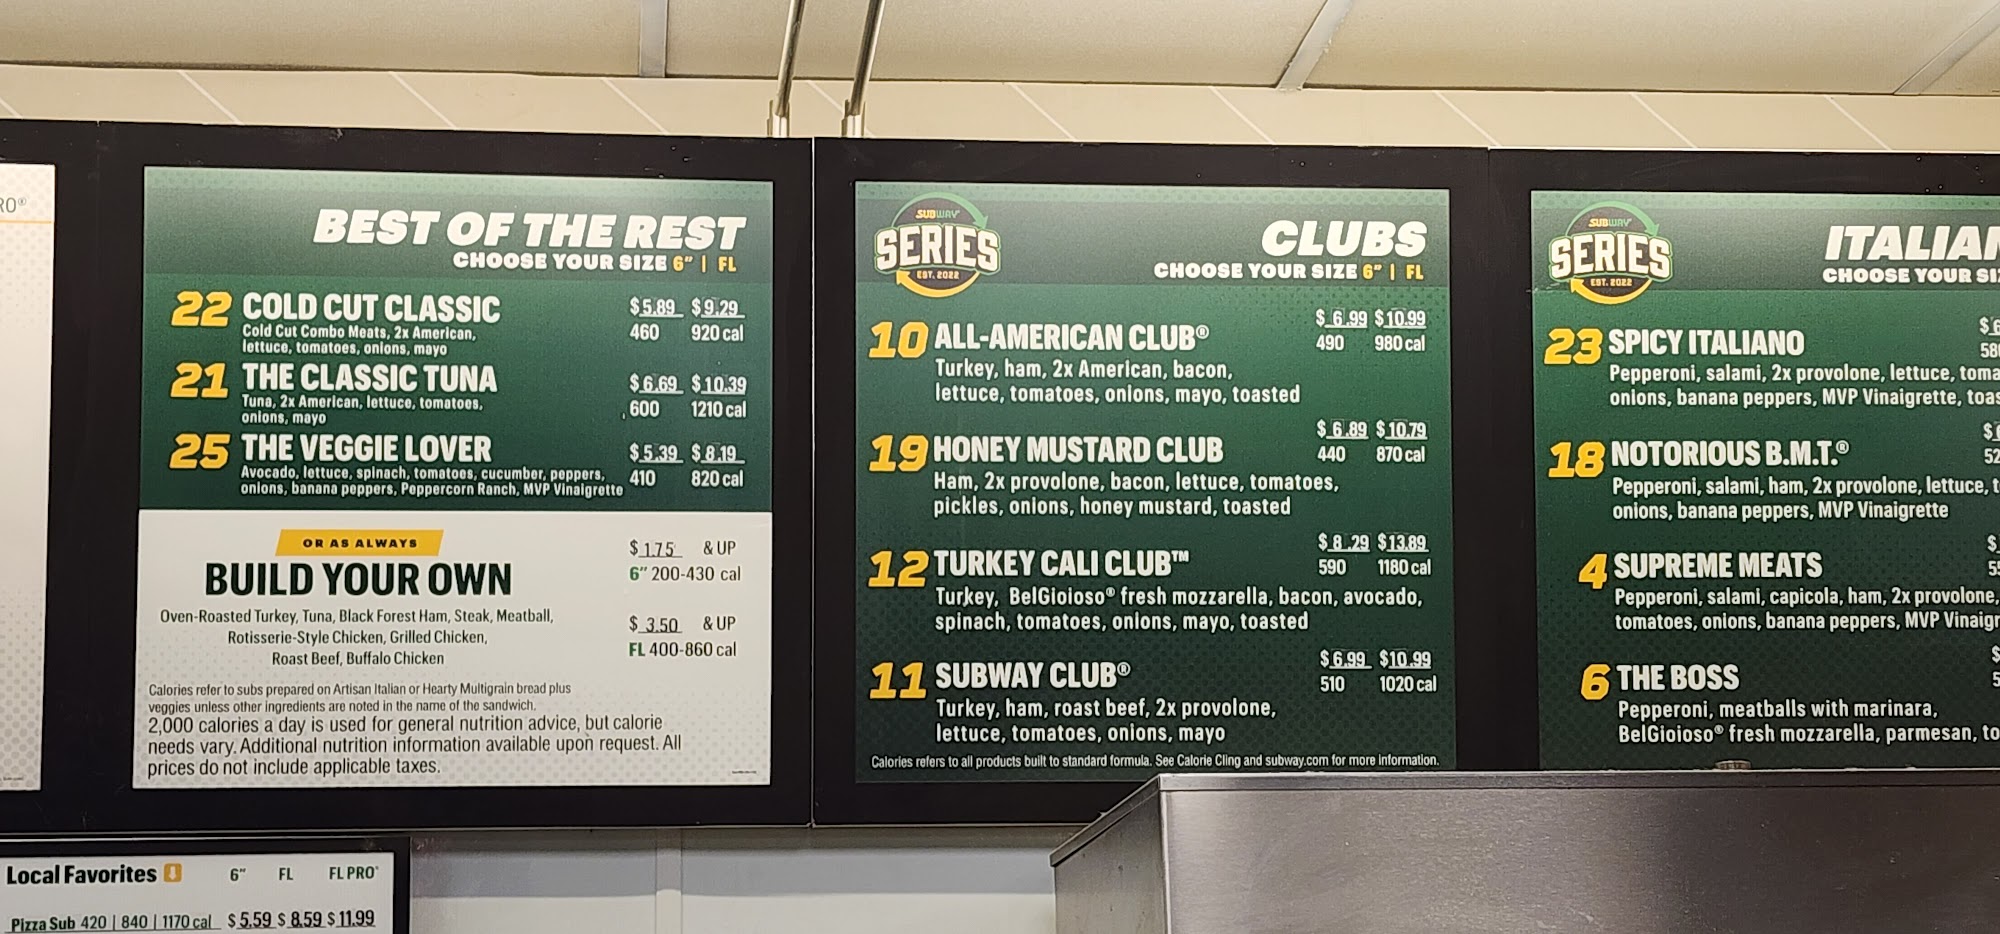 RO®
BEST OF THE REST
CHOOSE YOUR SIZE 6" | FL
22 COLD CUT CLASSIC $5.89 $9.29
Cold Cut Combo Meats, 2x American, 460 920 cal
lettuce, tomatoes, onions, mayo
21 THE CLASSIC TUNA $6.69 $10.39
Tuna, 2x American, lettuce, tomatoes, 600 1210 cal
onions, mayo
25 THE VEGGIE LOVER $5.39 $8.19
Avocado, lettuce, spinach, tomatoes, cucumber, peppers, 410 820 cal
onions, banana peppers, Peppercorn Ranch, MVP Vinaigrette
OR AS ALWAYS
BUILD YOUR OWN
$1.75 & UP
6" 200-430 cal
Oven-Roasted Turkey, Tuna, Black Forest Ham, Steak, Meatball,
Rotisserie-Style Chicken, Grilled Chicken,
Roast Beef, Buffalo Chicken
$3.50 & UP
FL 400-860 cal
Calories refer to subs prepared on Artisan Italian or Hearty Multigrain bread plus
veggies unless other ingredients are noted in the name of the sandwich.
2,000 calories a day is used for general nutrition advice, but calorie
needs vary. Additional nutrition information available upon request. All
prices do not include applicable taxes.
SUBWAY
SERIES
EST. 2022
CLUBS
CHOOSE YOUR SIZE 6" | FL
10 ALL-AMERICAN CLUB® $6.99 $10.99
490 980 cal
Turkey, ham, 2x American, bacon,
lettuce, tomatoes, onions, mayo, toasted
19 HONEY MUSTARD CLUB $6.89 $10.79
440 870 cal
Ham, 2x provolone, bacon, lettuce, tomatoes,
pickles, onions, honey mustard, toasted
12 TURKEY CALI CLUB™ $8.29 $13.89
590 1180 cal
Turkey, BelGioioso® fresh mozzarella, bacon, avocado,
spinach, tomatoes, onions, mayo, toasted
11 SUBWAY CLUB® $6.99 $10.99
510 1020 cal
Turkey, ham, roast beef, 2x provolone,
lettuce, tomatoes, onions, mayo
Calories refers to all products built to standard formula. See Calorie Cling and subway.com for more information.
SUBWAY
SERIES
EST. 2022
ITALIAN
CHOOSE YOUR SI
23 SPICY ITALIANO $6
58
Pepperoni, salami, 2x provolone, lettuce, toma
onions, banana peppers, MVP Vinaigrette, toas
18 NOTORIOUS B.M.T.® $
52
Pepperoni, salami, ham, 2x provolone, lettuce, t
onions, banana peppers, MVP Vinaigrette
4 SUPREME MEATS $
5
Pepperoni, salami, capicola, ham, 2x provolone,
tomatoes, onions, banana peppers, MVP Vinaigr
6 THE BOSS $
5
Pepperoni, meatballs with marinara,
BelGioioso® fresh mozzarella, parmesan, to
Local Favorites 6" FL FL PRO®
Pizza Sub 420 | 840 | 1170 cal $5.59 $8.59 $11.99